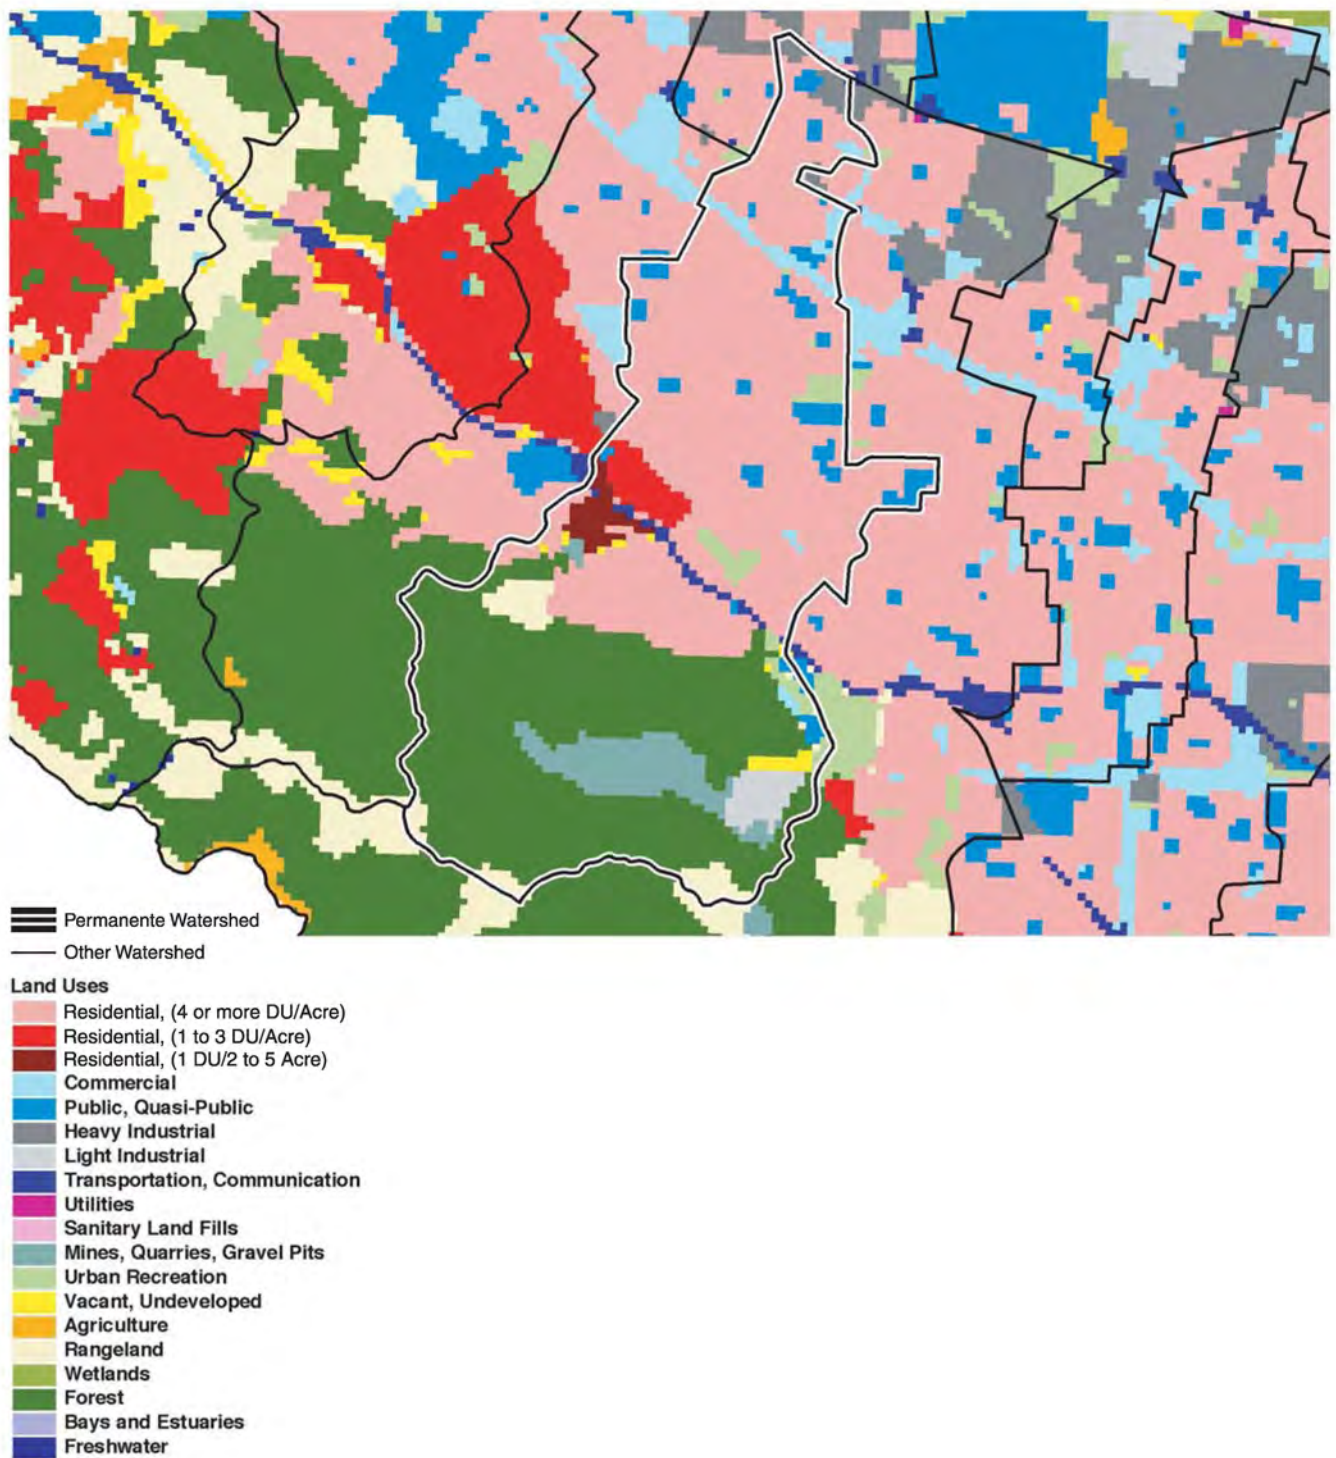 Permanente Watershed
Other Watershed
Land Uses
Residential, (4 or more DU/Acre)
Residential, (1 to 3 DU/Acre)
Residential, (1 DU/2 to 5 Acre)
Commercial
Public, Quasi-Public
Heavy Industrial
Light Industrial
Transportation, Communication
Utilities
Sanitary Land Fills
Mines, Quarries, Gravel Pits
Urban Recreation
Vacant, Undeveloped
Agriculture
Rangeland
Wetlands
Forest
Bays and Estuaries
Freshwater